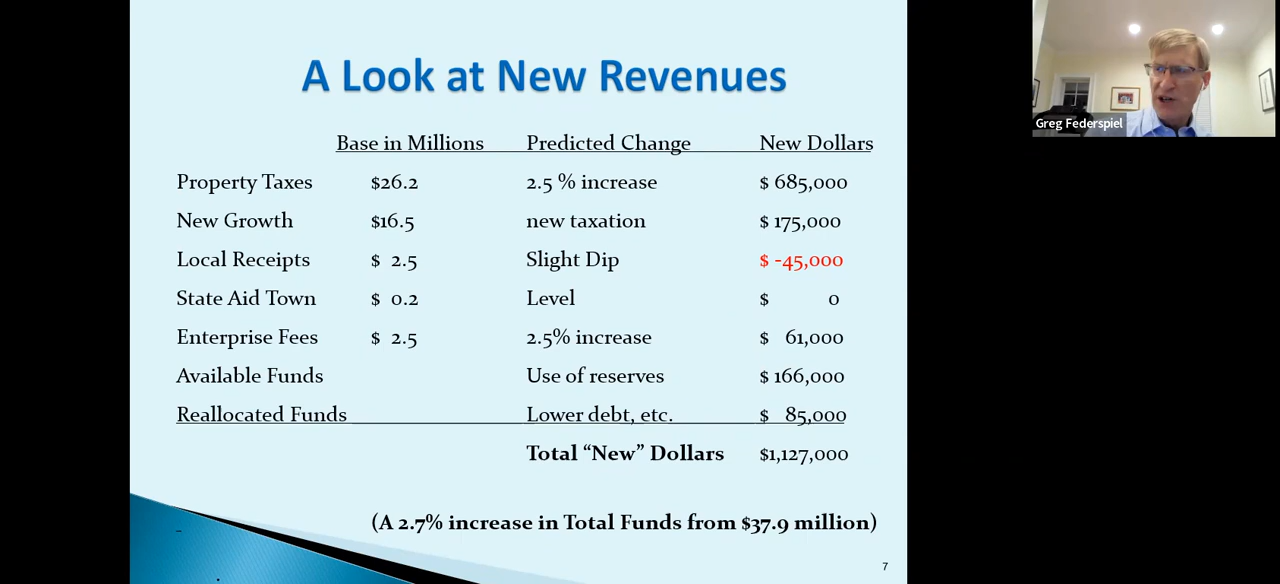 A Look at New Revenues
Base in Millions Predicted Change New Dollars
Property Taxes $26.2 2.5 % increase $ 685,000
New Growth $16.5 new taxation $ 175,000
Local Receipts $ 2.5 Slight Dip $ -45,000
State Aid Town $ 0.2 Level $ 0
Enterprise Fees $ 2.5 2.5% increase $ 61,000
Available Funds Use of reserves $ 166,000
Reallocated Funds Lower debt, etc. $ 85,000
Total “New” Dollars $1,127,000
(A 2.7% increase in Total Funds from $37.9 million)
7
Greg Federspiel